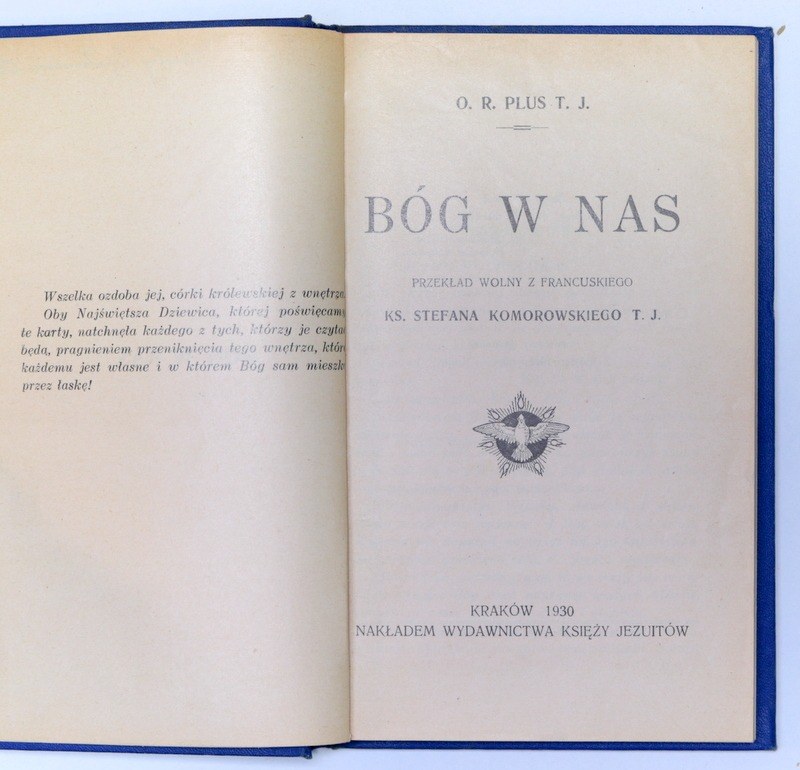 Wszelka ozdoba jej, córki królewskiej z wnętrza
Oby Najświętsza Dziewica, której poświęcam
te karty, natchnęła każdego z tych, którzy je czyta
będą, pragnieniem przeniknięcia tego wnętrza, któr
każdemu jest własne i w którem Bóg sam mieszk
przez łaskę!
O. R. PLUS T. J.
BÓG W NAS
PRZEKŁAD WOLNY Z FRANCUSKIEGO
KS. STEFANA KOMOROWSKIEGO T. J.
KRAKÓW 1930
NAKŁADEM WYDAWNICTWA KSIĘŻY JEZUITÓW